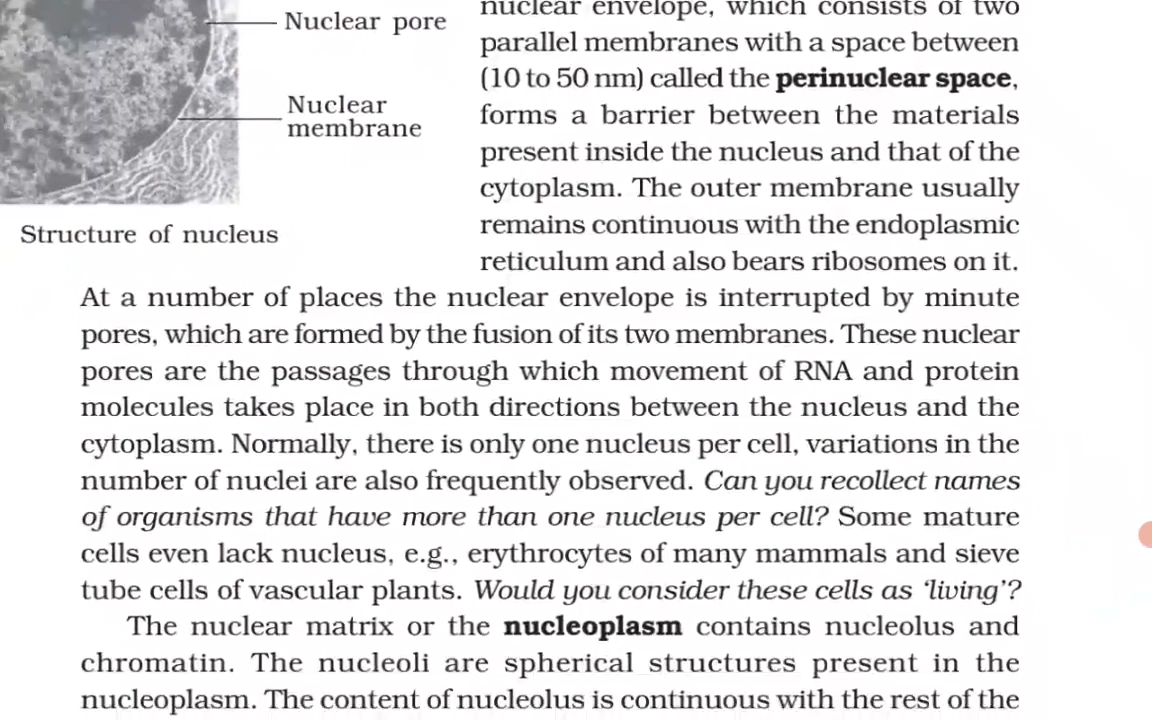 Nuclear pore
Nuclear
membrane
Structure of nucleus
nuclear envelope, which consists of two
parallel membranes with a space between
(10 to 50 nm) called the perinuclear space,
forms a barrier between the materials
present inside the nucleus and that of the
cytoplasm. The outer membrane usually
remains continuous with the endoplasmic
reticulum and also bears ribosomes on it.
At a number of places the nuclear envelope is interrupted by minute
pores, which are formed by the fusion of its two membranes. These nuclear
pores are the passages through which movement of RNA and protein
molecules takes place in both directions between the nucleus and the
cytoplasm. Normally, there is only one nucleus per cell, variations in the
number of nuclei are also frequently observed. Can you recollect names
of organisms that have more than one nucleus per cell? Some mature
cells even lack nucleus, e.g., erythrocytes of many mammals and sieve
tube cells of vascular plants. Would you consider these cells as ‘living’?
The nuclear matrix or the nucleoplasm contains nucleolus and
chromatin. The nucleoli are spherical structures present in the
nucleoplasm. The content of nucleolus is continuous with the rest of the